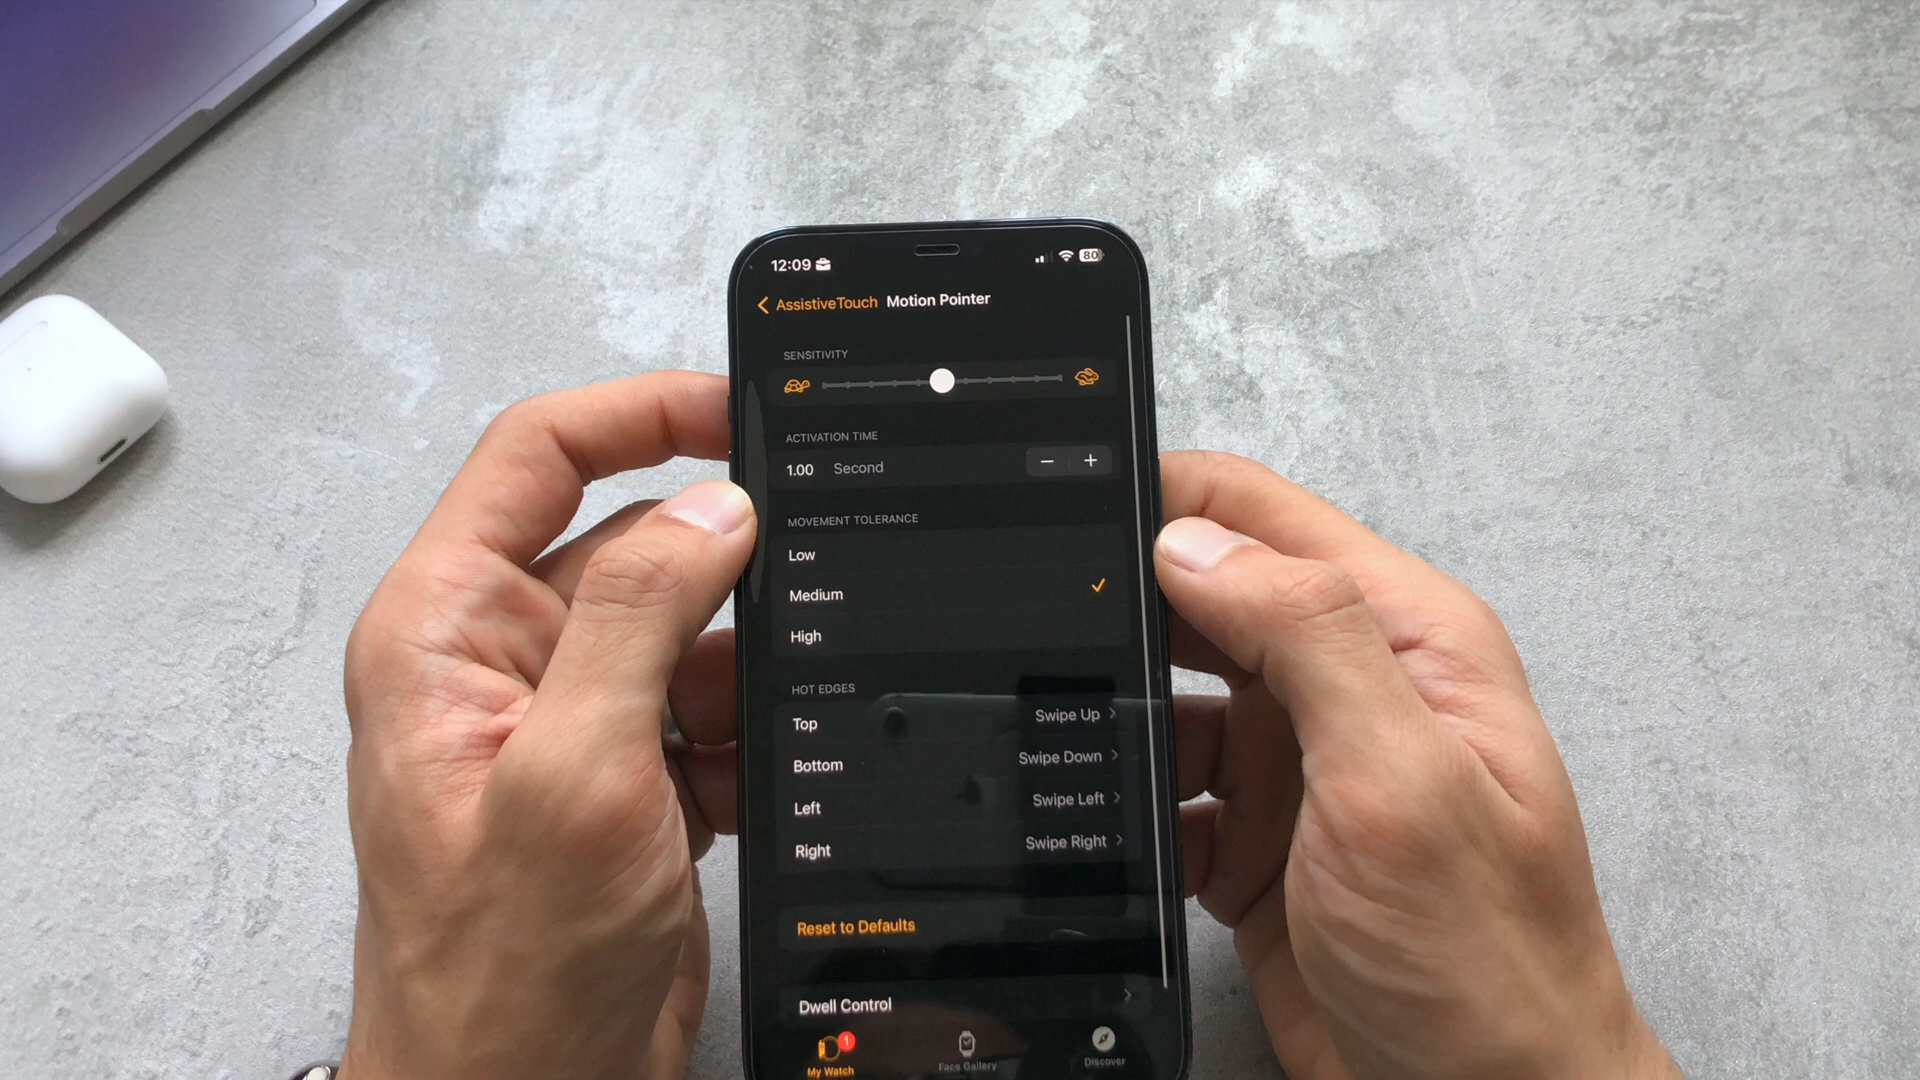 12:09 80
AssistiveTouch Motion Pointer
SENSITIVITY
ACTIVATION TIME
1.00 Second − +
MOVEMENT TOLERANCE
Low
Medium
High
HOT EDGES
Top Swipe Up
Bottom Swipe Down
Left Swipe Left
Right Swipe Right
Reset to Defaults
Dwell Control
1
My Watch Face Gallery Discover